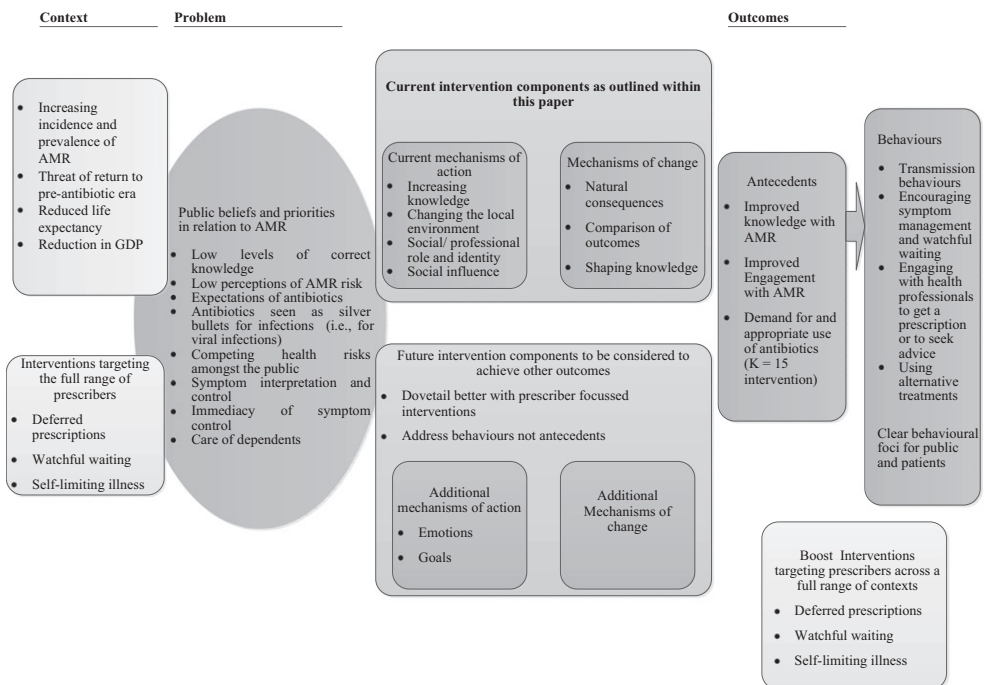 Context
Problem
Outcomes
• Increasing
incidence and
prevalence of
AMR
• Threat of return to
pre-antibiotic era
• Reduced life
expectancy
• Reduction in GDP
Interventions targeting
the full range of
prescribers
• Deferred
prescriptions
• Watchful waiting
• Self-limiting illness
Public beliefs and priorities
in relation to AMR
• Low levels of correct
knowledge
• Low perceptions of AMR risk
• Expectations of antibiotics
• Antibiotics seen as silver
bullets for infections (i.e., for
viral infections)
• Competing health risks
amongst the public
• Symptom interpretation and
control
• Immediacy of symptom
control
• Care of dependents
Current intervention components as outlined within
this paper
Current mechanisms of
action
• Increasing
knowledge
• Changing the local
environment
• Social/ professional
role and identity
• Social influence
Mechanisms of change
• Natural
consequences
• Comparison of
outcomes
• Shaping knowledge
Future intervention components to be considered to
achieve other outcomes
• Dovetail better with prescriber focussed
interventions
• Address behaviours not antecedents
Additional
mechanisms of action
• Emotions
• Goals
Additional
Mechanisms of
change
Antecedents
• Improved
knowledge with
AMR
• Improved
Engagement
with AMR
• Demand for and
appropriate use
of antibiotics
(K = 15
intervention)
Behaviours
• Transmission
behaviours
• Encouraging
symptom
management
and watchful
waiting
• Engaging
with health
professionals
to get a
prescription
or to seek
advice
• Using
alternative
treatments
Clear behavioural
foci for public
and patients
Boost Interventions
targeting prescribers across a
full range of contexts
• Deferred prescriptions
• Watchful waiting
• Self-limiting illness